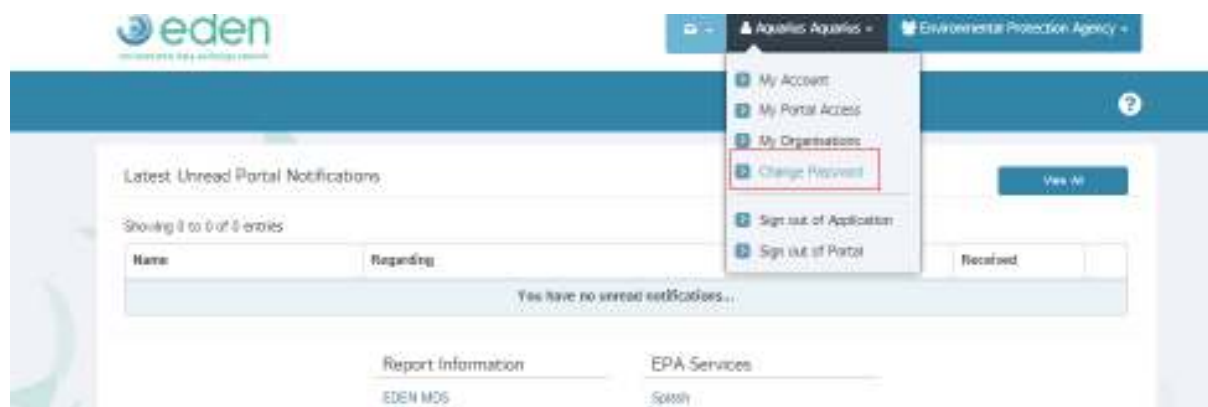 eden
Aquarius Aquarius
Environmental Protection Agency
My Account
My Portal Access
My Organisations
Change Password
Sign out of Application
Sign out of Portal
Latest Unread Portal Notifications
View All
Showing 0 to 0 of 0 entries
Name Regarding Received
You have no unread notifications...
Report Information EPA Services
EDEN MDS Splash